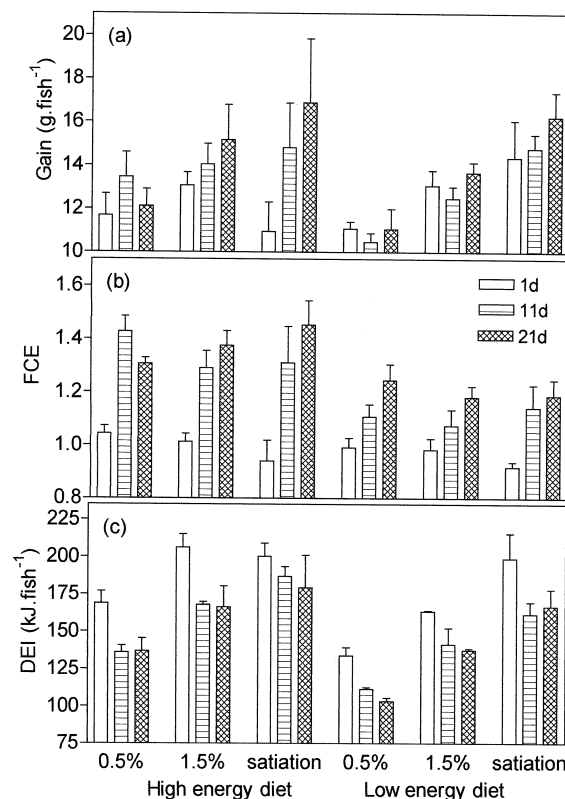 (a)
Gain (g.fish⁻¹)
20
18
16
14
12
10
(b)
FCE
1.6
1.4
1.2
1.0
0.8
1d
11d
21d
(c)
DEI (kJ.fish⁻¹)
225
200
175
150
125
100
75
0.5% 1.5% satiation 0.5% 1.5% satiation
High energy diet Low energy diet